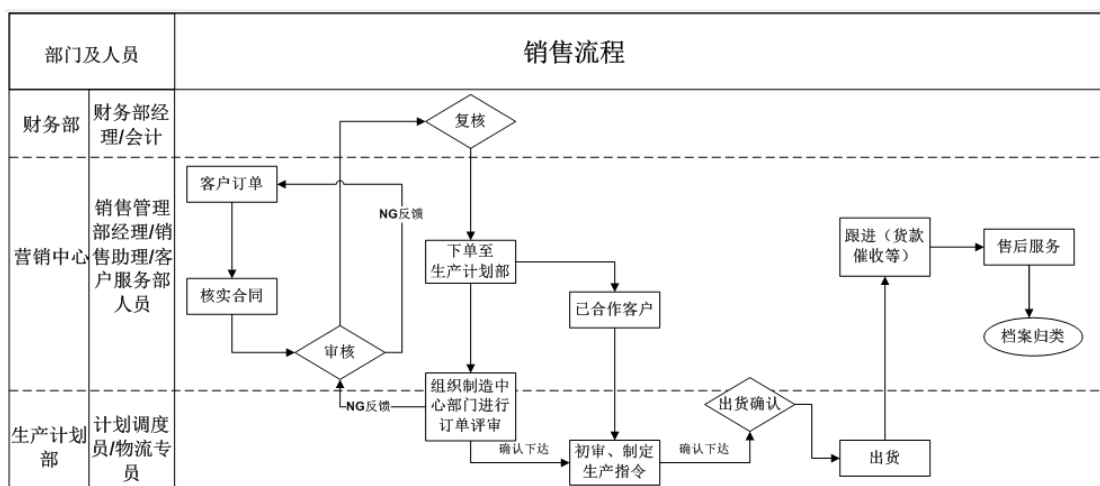 部门及人员
销售流程
财务部
财务部经
理/会计
复核
营销中心
销售管理
部经理/销
售助理/客
户服务部
人员
客户订单
NG反馈
核实合同
审核
下单至
生产计划部
已合作客户
跟进（货款
催收等）
售后服务
档案归类
生产计划
部
计划调度
员/物流专
员
NG反馈
组织制造中
心部门进行
订单评审
确认下达
初审、制定
生产指令
确认下达
出货确认
出货